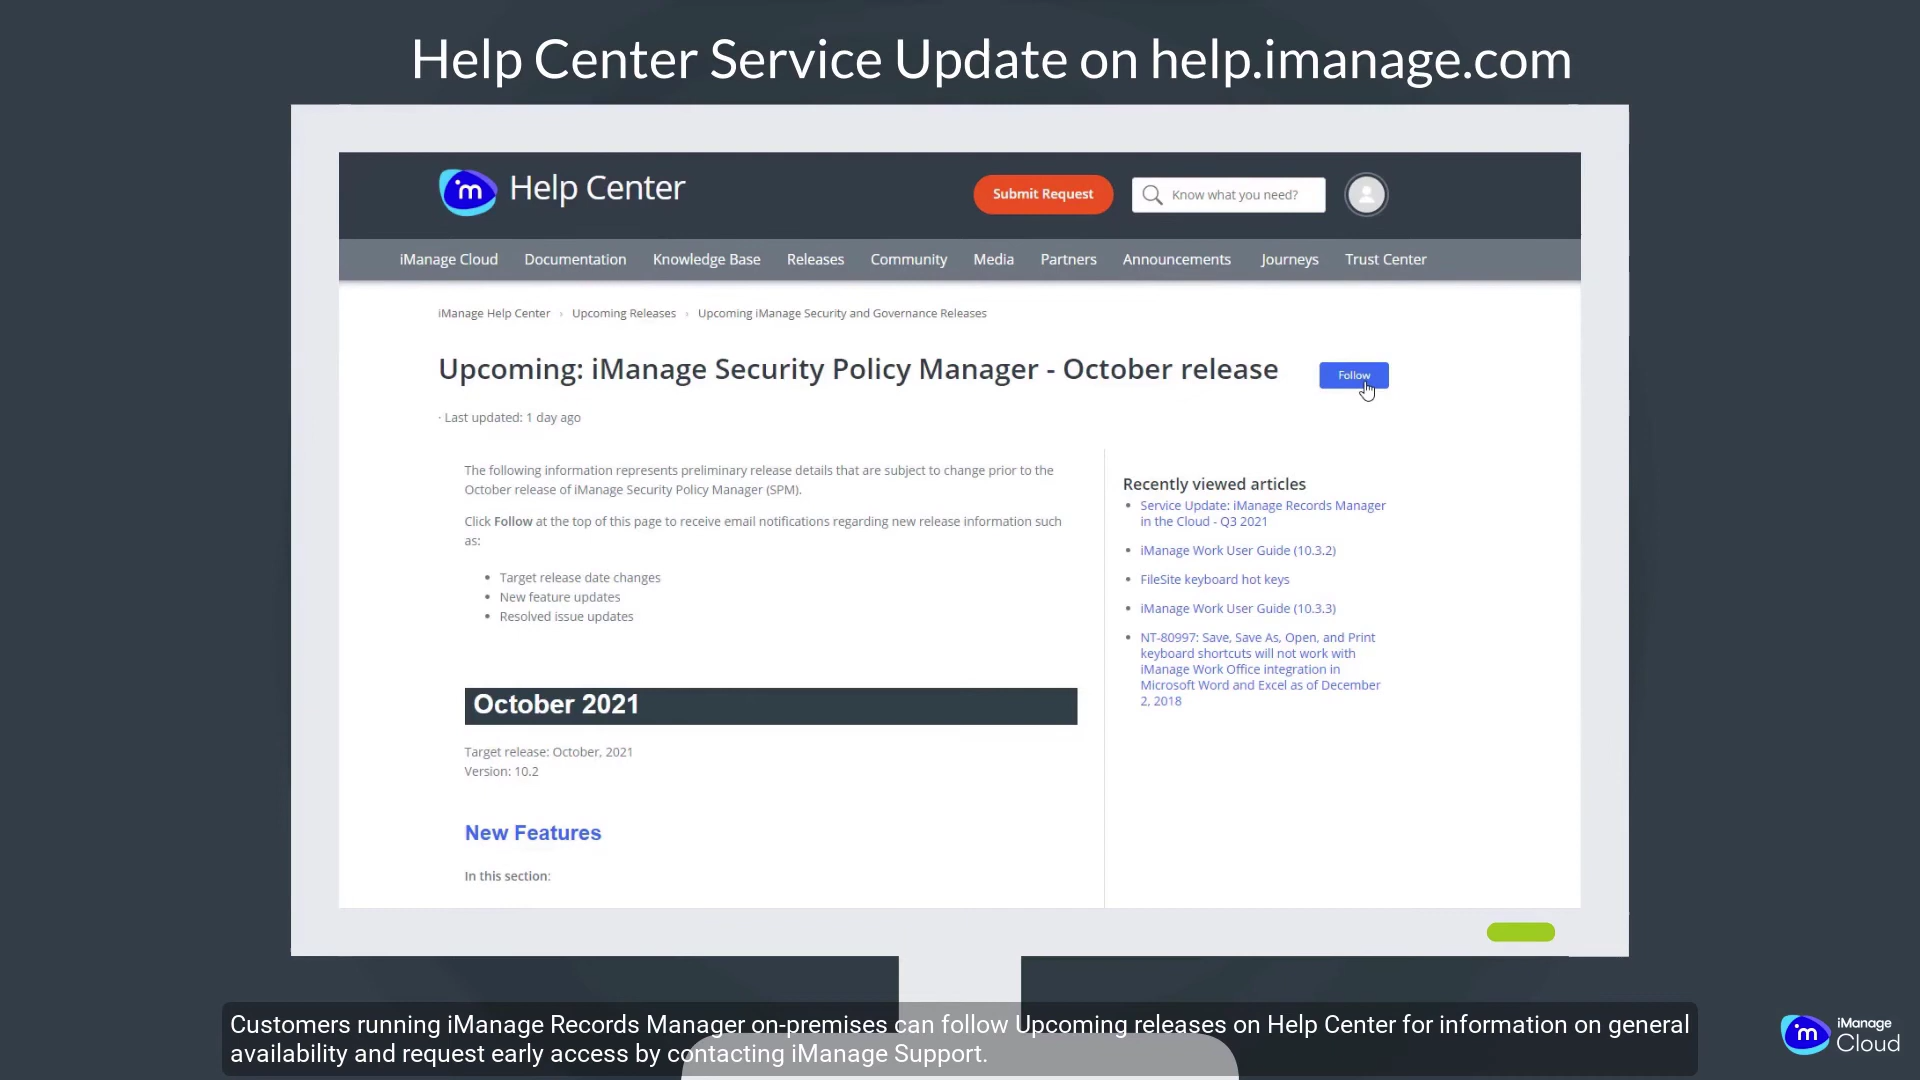 Help Center Service Update on help.imanage.com
im Help Center
Submit Request
Know what you need?
iManage Cloud Documentation Knowledge Base Releases Community Media Partners Announcements Journeys Trust Center
iManage Help Center › Upcoming Releases › Upcoming iManage Security and Governance Releases
Upcoming: iManage Security Policy Manager - October release
Follow
· Last updated: 1 day ago
The following information represents preliminary release details that are subject to change prior to the
October release of iManage Security Policy Manager (SPM).
Click Follow at the top of this page to receive email notifications regarding new release information such
as:
• Target release date changes
• New feature updates
• Resolved issue updates
October 2021
Target release: October, 2021
Version: 10.2
New Features
In this section:
Recently viewed articles
• Service Update: iManage Records Manager
in the Cloud - Q3 2021
• iManage Work User Guide (10.3.2)
• FileSite keyboard hot keys
• iManage Work User Guide (10.3.3)
• NT-80997: Save, Save As, Open, and Print
keyboard shortcuts will not work with
iManage Work Office integration in
Microsoft Word and Excel as of December
2, 2018
Customers running iManage Records Manager on-premises can follow Upcoming releases on Help Center for information on general
availability and request early access by contacting iManage Support.
im iManage
Cloud